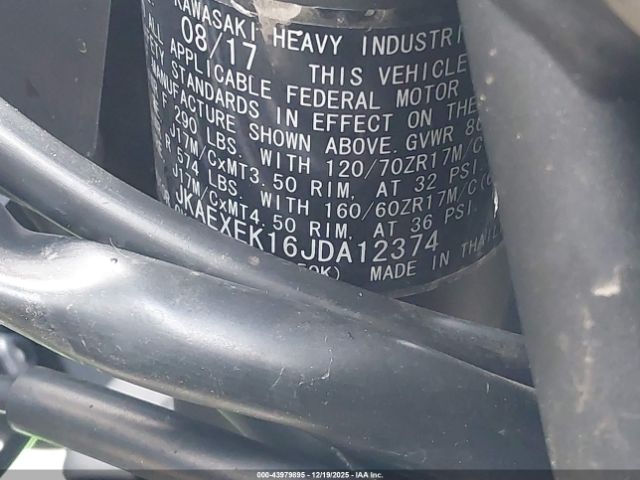 KAWASAKI HEAVY INDUSTRI
08/17 THIS VEHICLE
ALL APPLICABLE FEDERAL MOTOR
STANDARDS IN EFFECT ON THE
MANUFACTURE SHOWN ABOVE. GVWR
F 290 LBS. WITH 120/70ZR17M/C
J17M/CxMT3.50 RIM, AT 32 PSI
R 574 LBS. WITH 160/60ZR17M/C
J17M/CxMT4.50 RIM, AT 36 PSI.
JKAEXEK16JDA12374
MADE IN THAIL
000-43979895 - 12/19/2025 - IAA Inc.